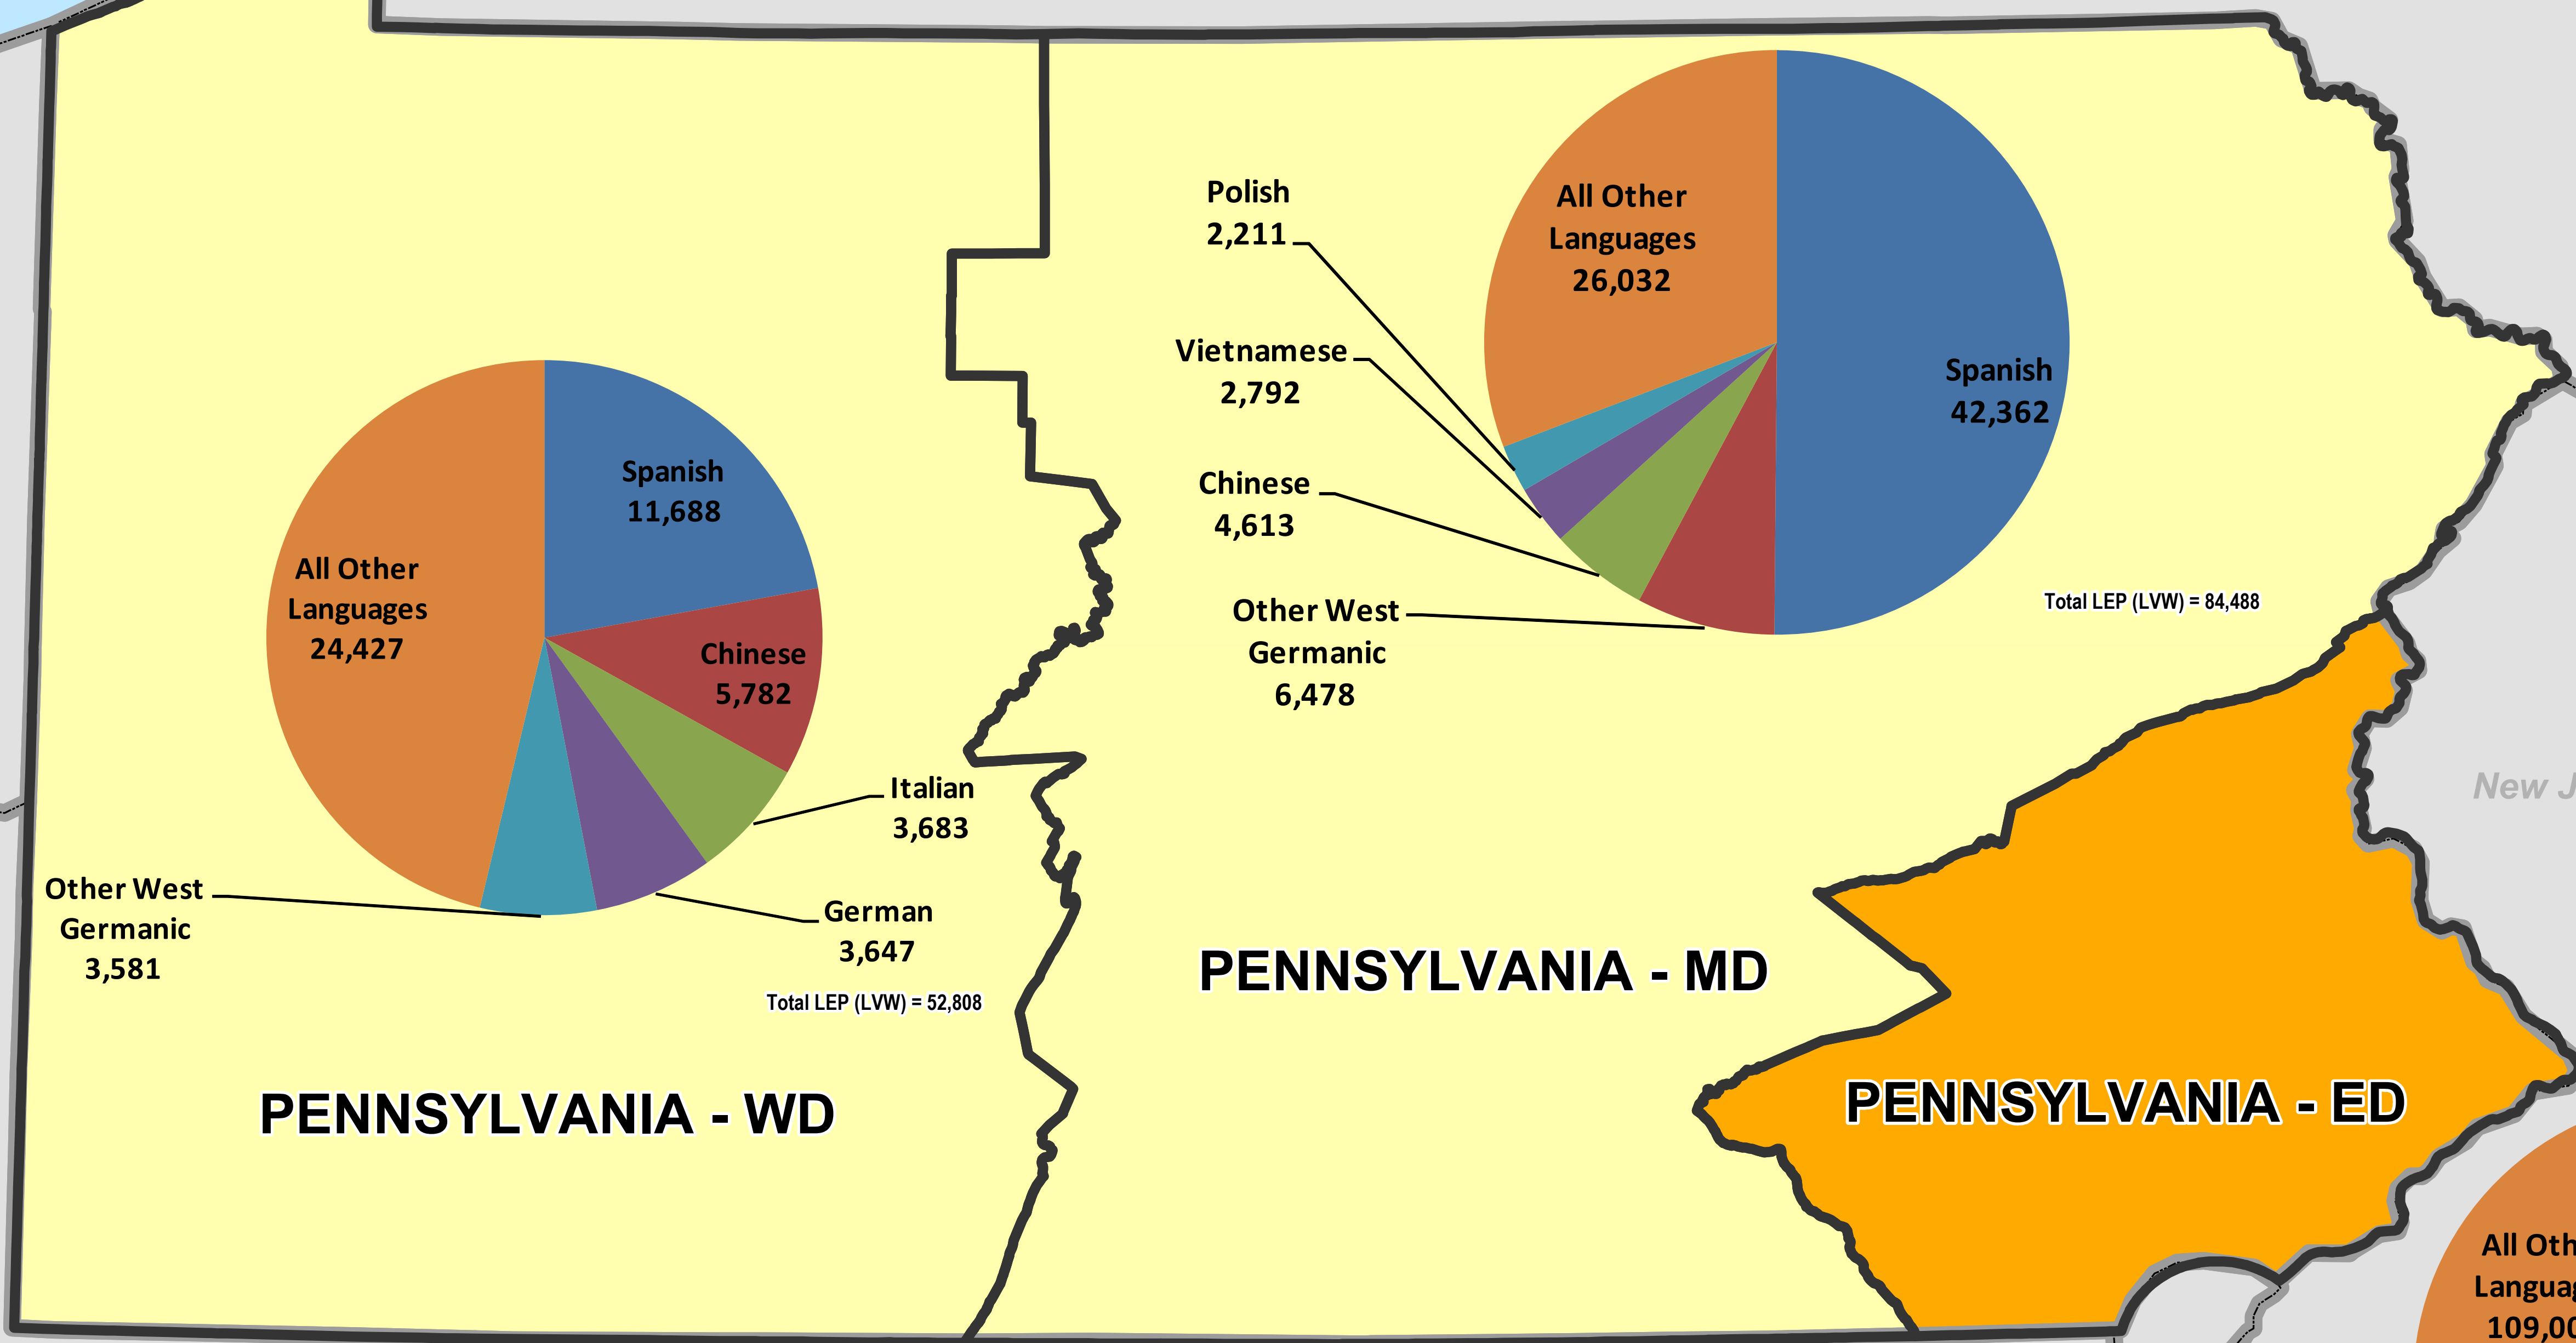 Spanish
11,688
Chinese
5,782
Italian
3,683
German
3,647
Other West
Germanic
3,581
All Other
Languages
24,427
Total LEP (LVW) = 52,808
PENNSYLVANIA - WD
Polish
2,211
Vietnamese
2,792
Chinese
4,613
Other West
Germanic
6,478
All Other
Languages
26,032
Spanish
42,362
Total LEP (LVW) = 84,488
PENNSYLVANIA - MD
PENNSYLVANIA - ED
New J
All Oth
Langua
109,0